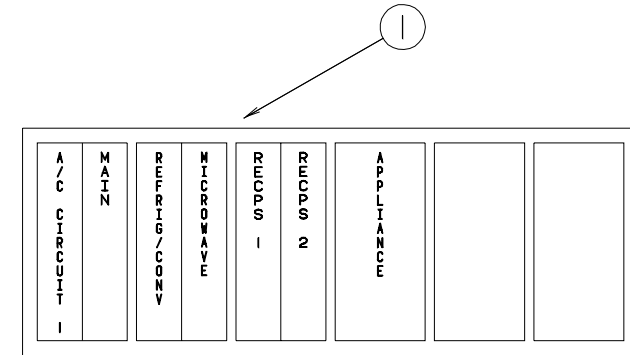 1
A/C CIRCUIT 1
MAIN
REFRIG/CONV
MICROWAVE
RECPS 1
RECPS 2
APPLIANCE